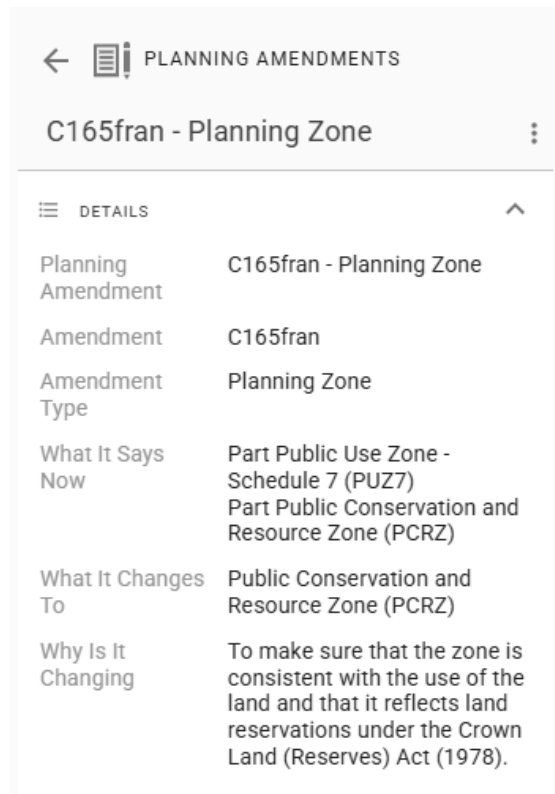 PLANNING AMENDMENTS
C165fran - Planning Zone
DETAILS
Planning
Amendment
C165fran - Planning Zone
Amendment
C165fran
Amendment
Type
Planning Zone
What It Says
Now
Part Public Use Zone -
Schedule 7 (PUZ7)
Part Public Conservation and
Resource Zone (PCRZ)
What It Changes
To
Public Conservation and
Resource Zone (PCRZ)
Why Is It
Changing
To make sure that the zone is
consistent with the use of the
land and that it reflects land
reservations under the Crown
Land (Reserves) Act (1978).